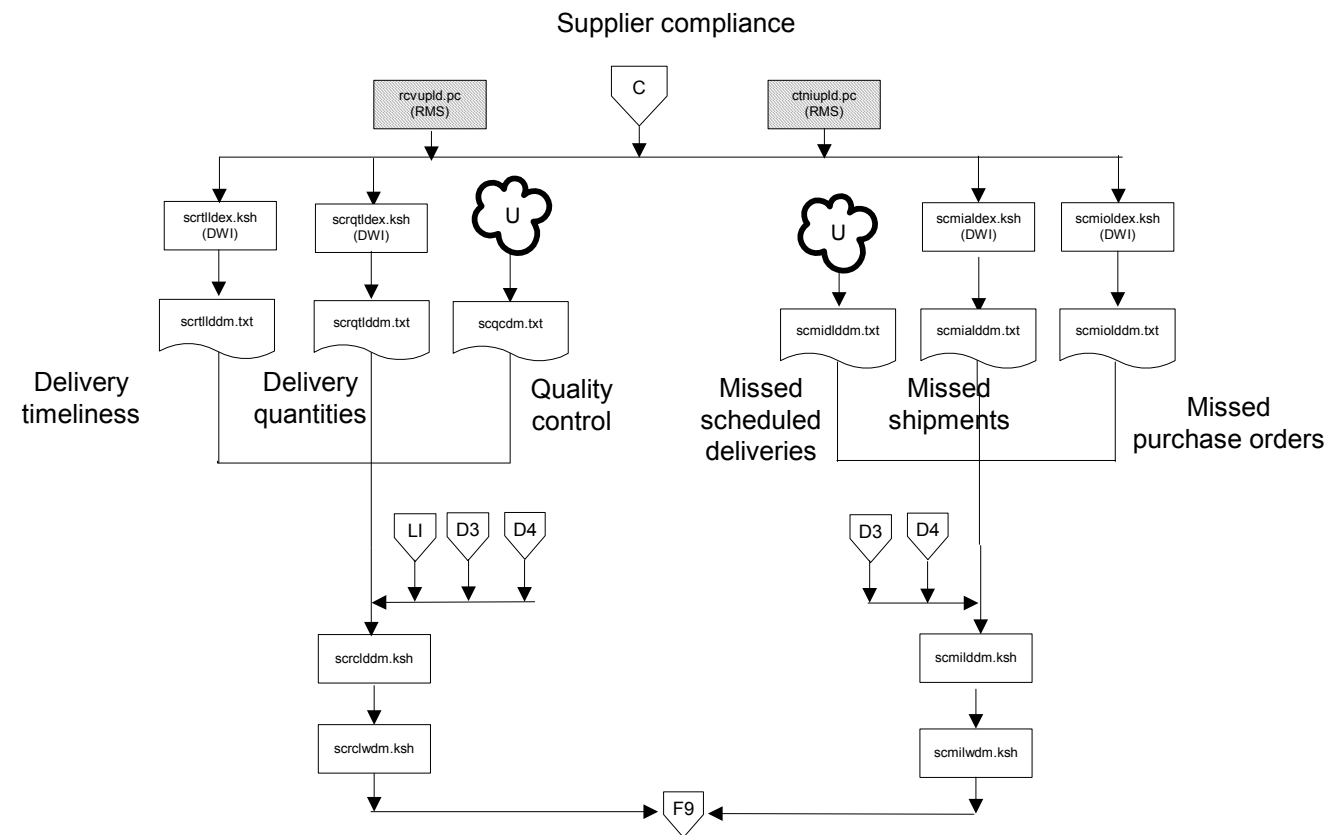 Supplier compliance
rcvupld.pc
(RMS)
C
ctniupld.pc
(RMS)
scrtlldex.ksh
(DWI)
scrqtldex.ksh
(DWI)
U
U
scmialdex.ksh
(DWI)
scmioldex.ksh
(DWI)
scrtllddm.txt
scrqtlddm.txt
scqcdm.txt
scmidlddm.txt
scmialddm.txt
scmiolddm.txt
Delivery
timeliness
Delivery
quantities
Quality
control
Missed
scheduled
deliveries
Missed
shipments
Missed
purchase orders
LI
D3
D4
D3
D4
scrclddm.ksh
scmilddm.ksh
scrclwdm.ksh
scmilwdm.ksh
F9